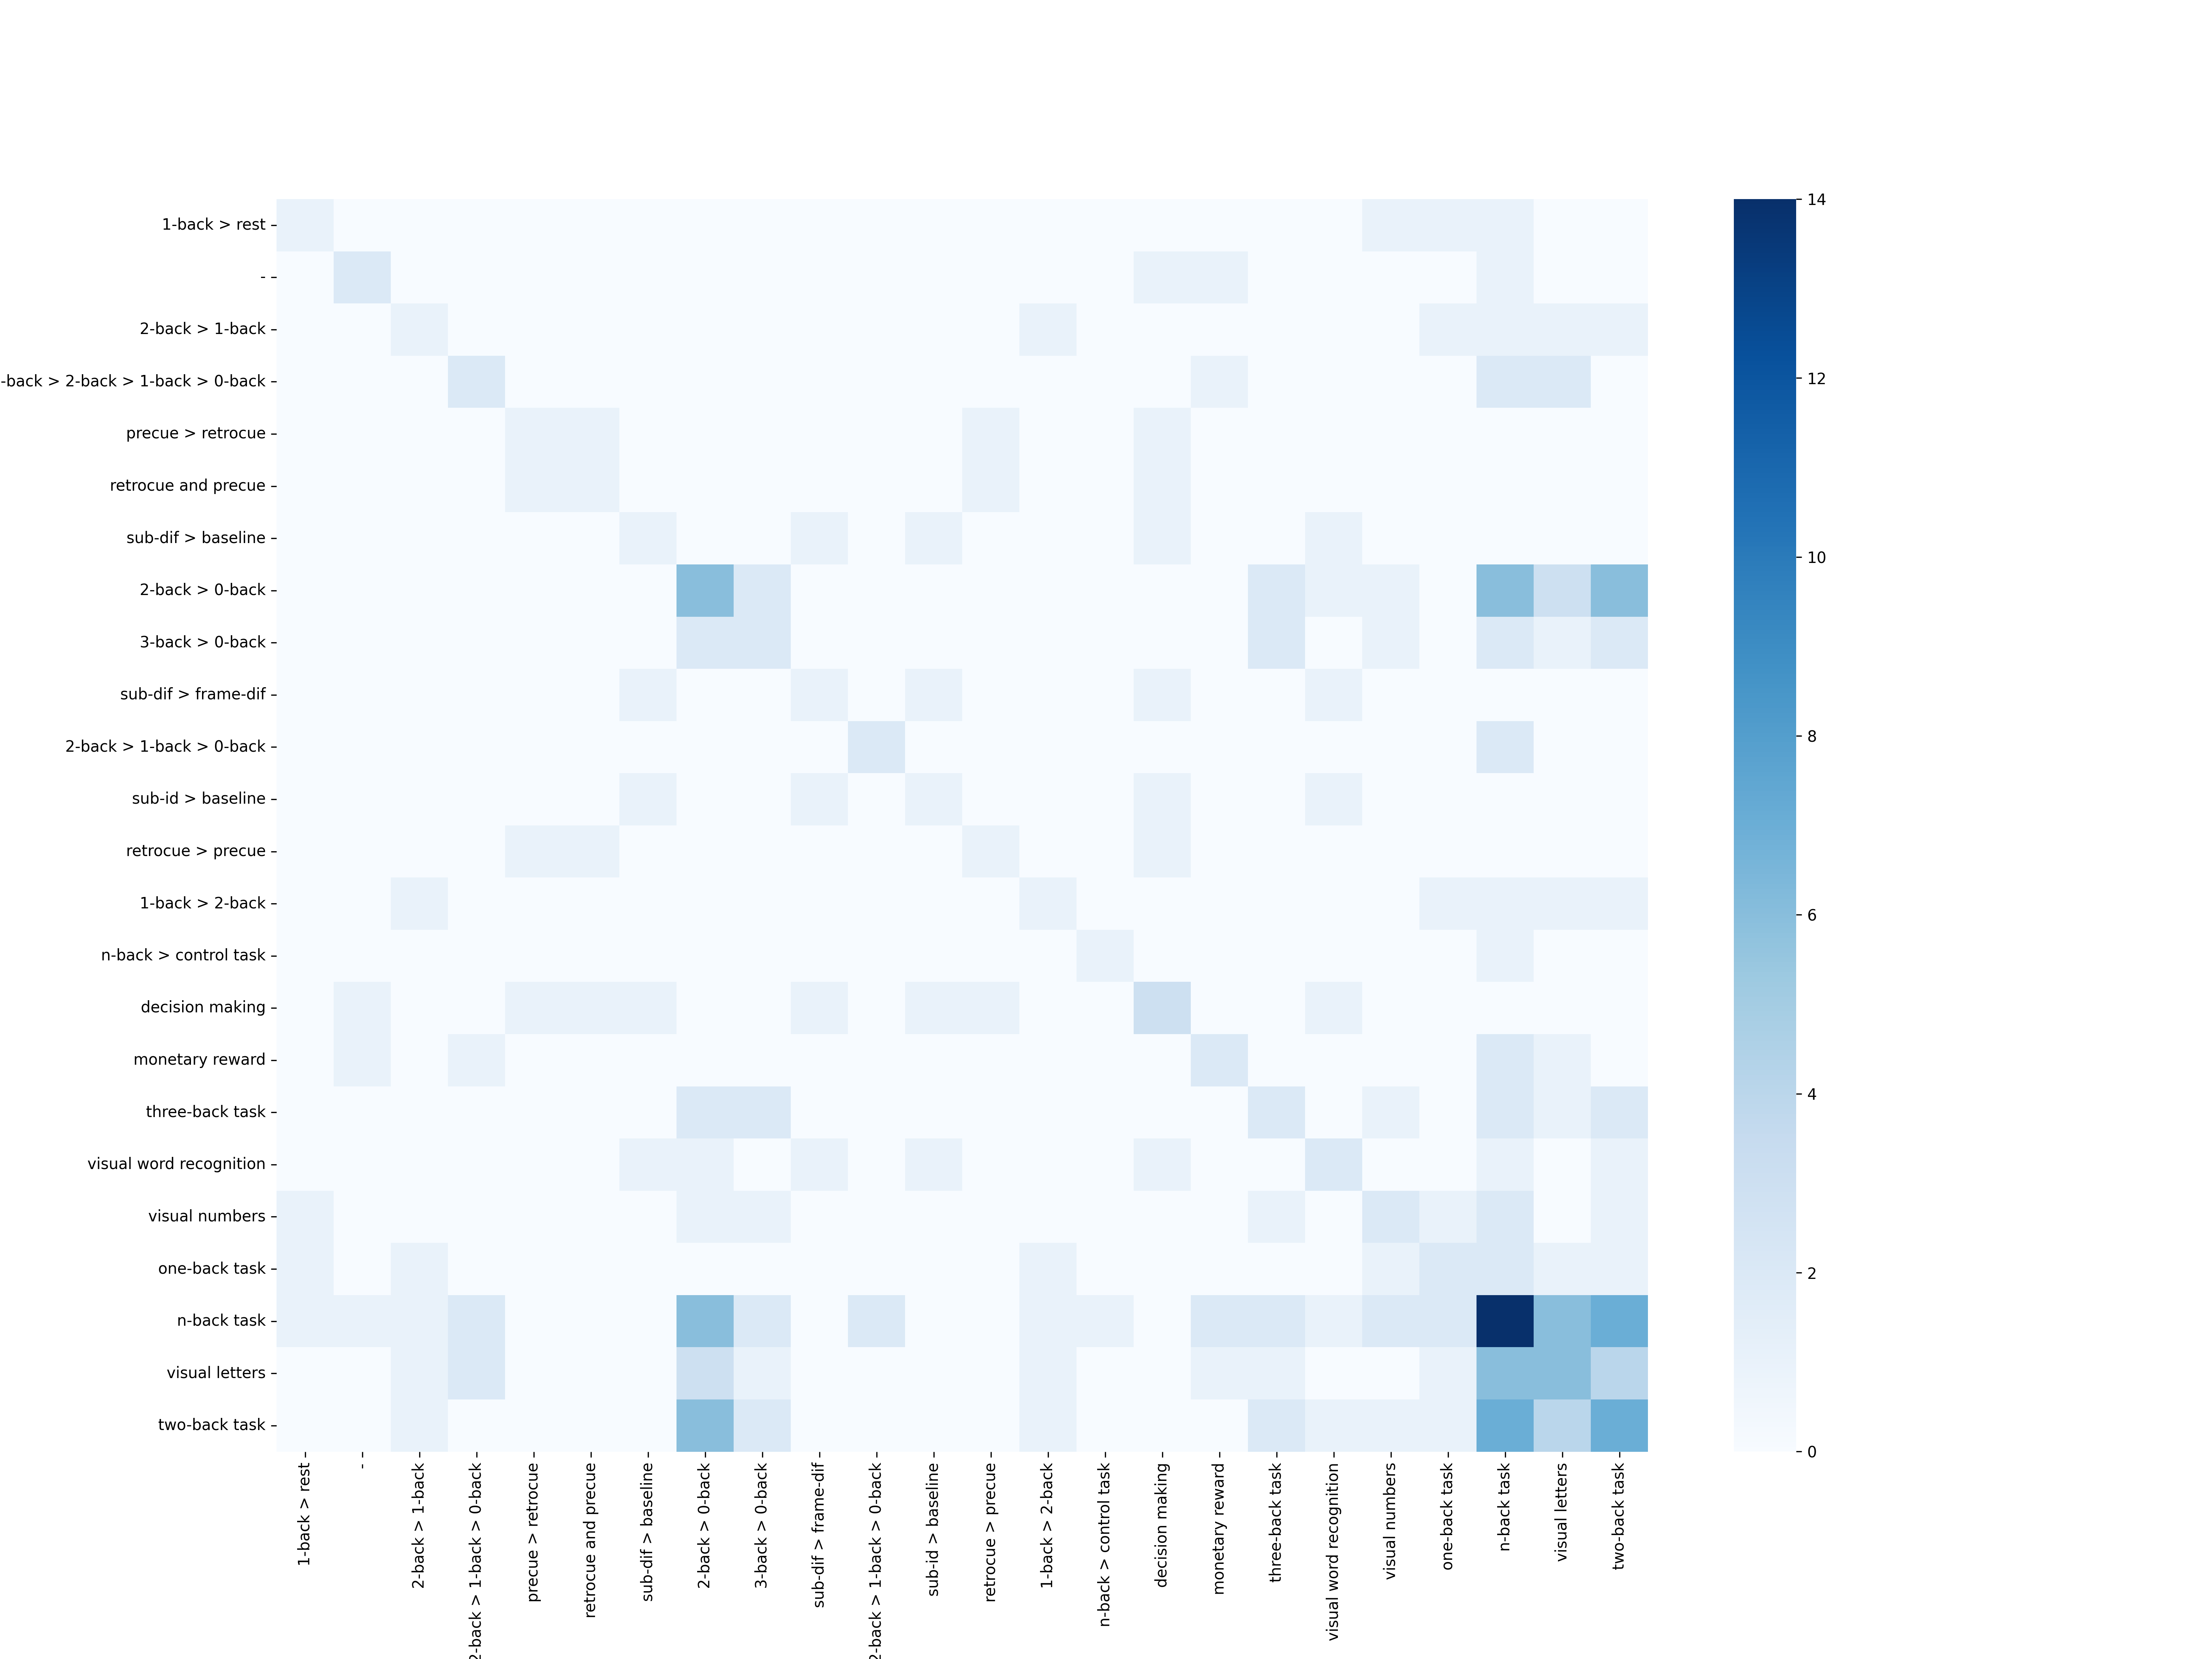 1-back > rest
-
2-back > 1-back
-back > 2-back > 1-back > 0-back
precue > retrocue
retrocue and precue
sub-dif > baseline
2-back > 0-back
3-back > 0-back
sub-dif > frame-dif
2-back > 1-back > 0-back
sub-id > baseline
retrocue > precue
1-back > 2-back
n-back > control task
decision making
monetary reward
three-back task
visual word recognition
visual numbers
one-back task
n-back task
visual letters
two-back task
1-back > rest
-
2-back > 1-back
2-back > 1-back > 0-back
precue > retrocue
retrocue and precue
sub-dif > baseline
2-back > 0-back
3-back > 0-back
sub-dif > frame-dif
2-back > 1-back > 0-back
sub-id > baseline
retrocue > precue
1-back > 2-back
n-back > control task
decision making
monetary reward
three-back task
visual word recognition
visual numbers
one-back task
n-back task
visual letters
two-back task
14
12
10
8
6
4
2
0